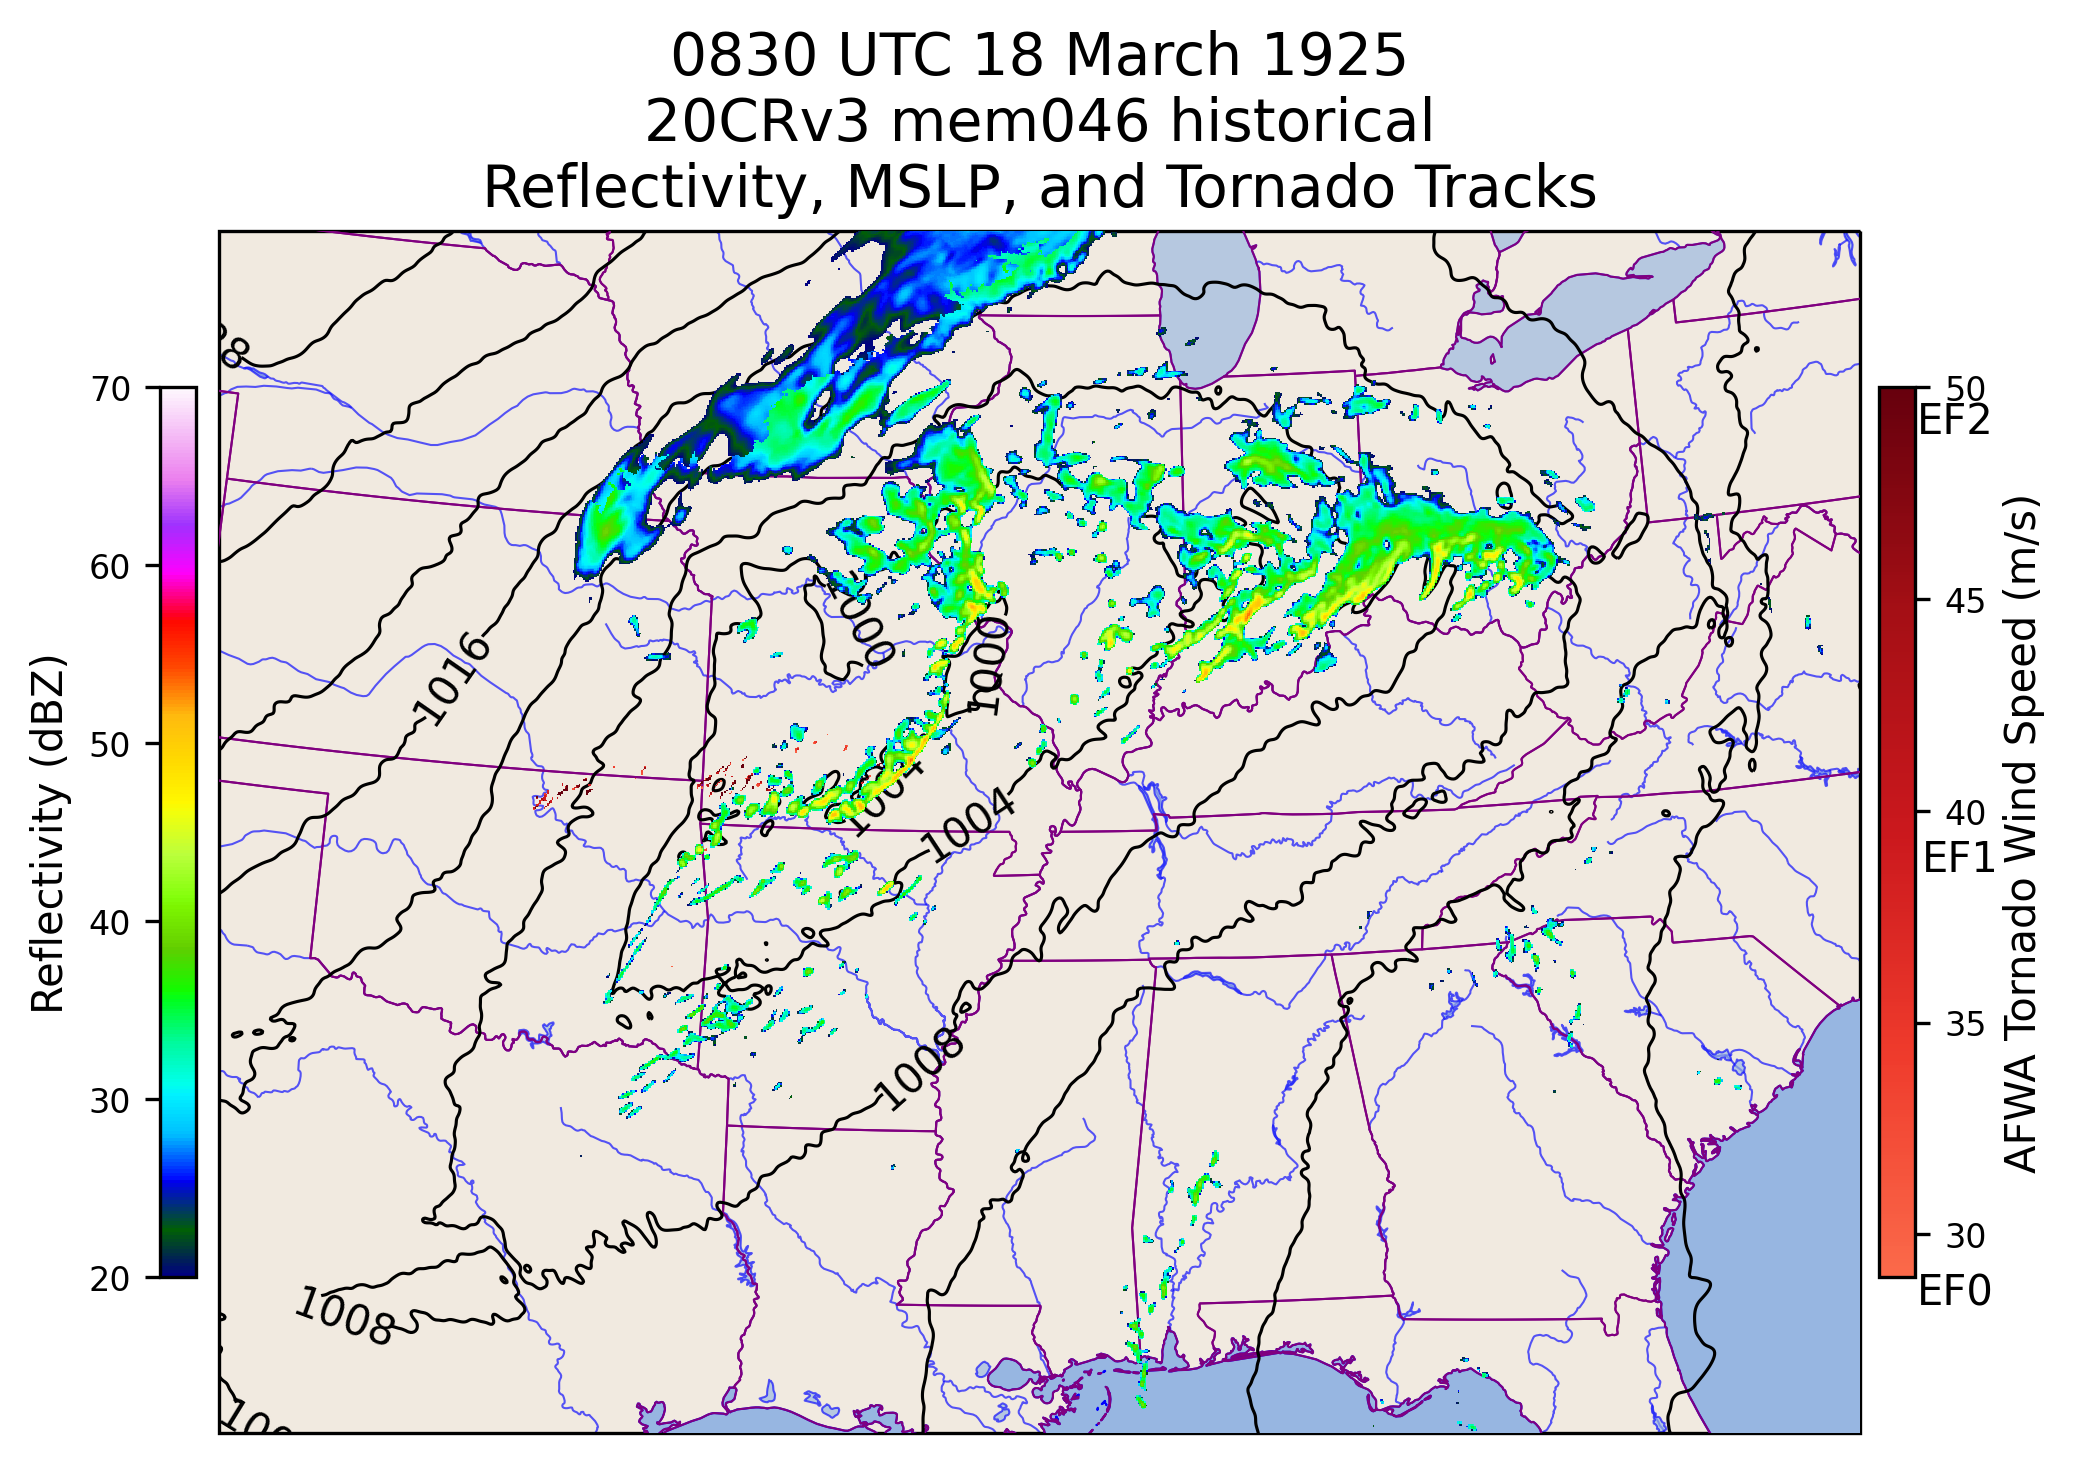 0830 UTC 18 March 1925
20CRv3 mem046 historical
Reflectivity, MSLP, and Tornado Tracks
Reflectivity (dBZ)
70
60
50
40
30
20
1016
1000
1000
1004
1004
1008
1008
50
EF2
45
40
EF1
35
30
EF0
AFWA Tornado Wind Speed (m/s)